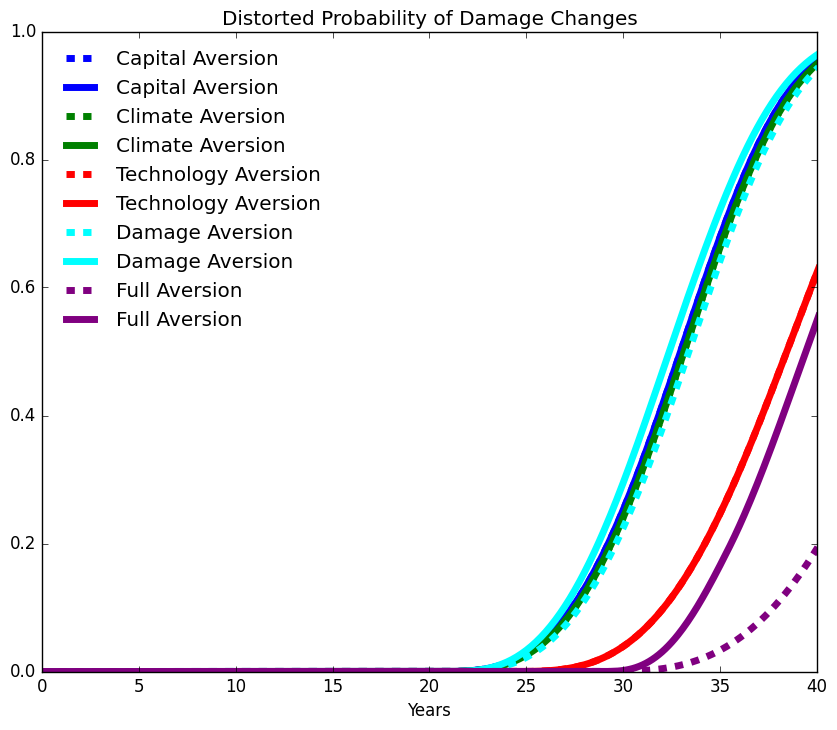 Distorted Probability of Damage Changes
1.0
0.8
0.6
0.4
0.2
0.0
Capital Aversion
Capital Aversion
Climate Aversion
Climate Aversion
Technology Aversion
Technology Aversion
Damage Aversion
Damage Aversion
Full Aversion
Full Aversion
0 5 10 15 20 25 30 35 40
Years